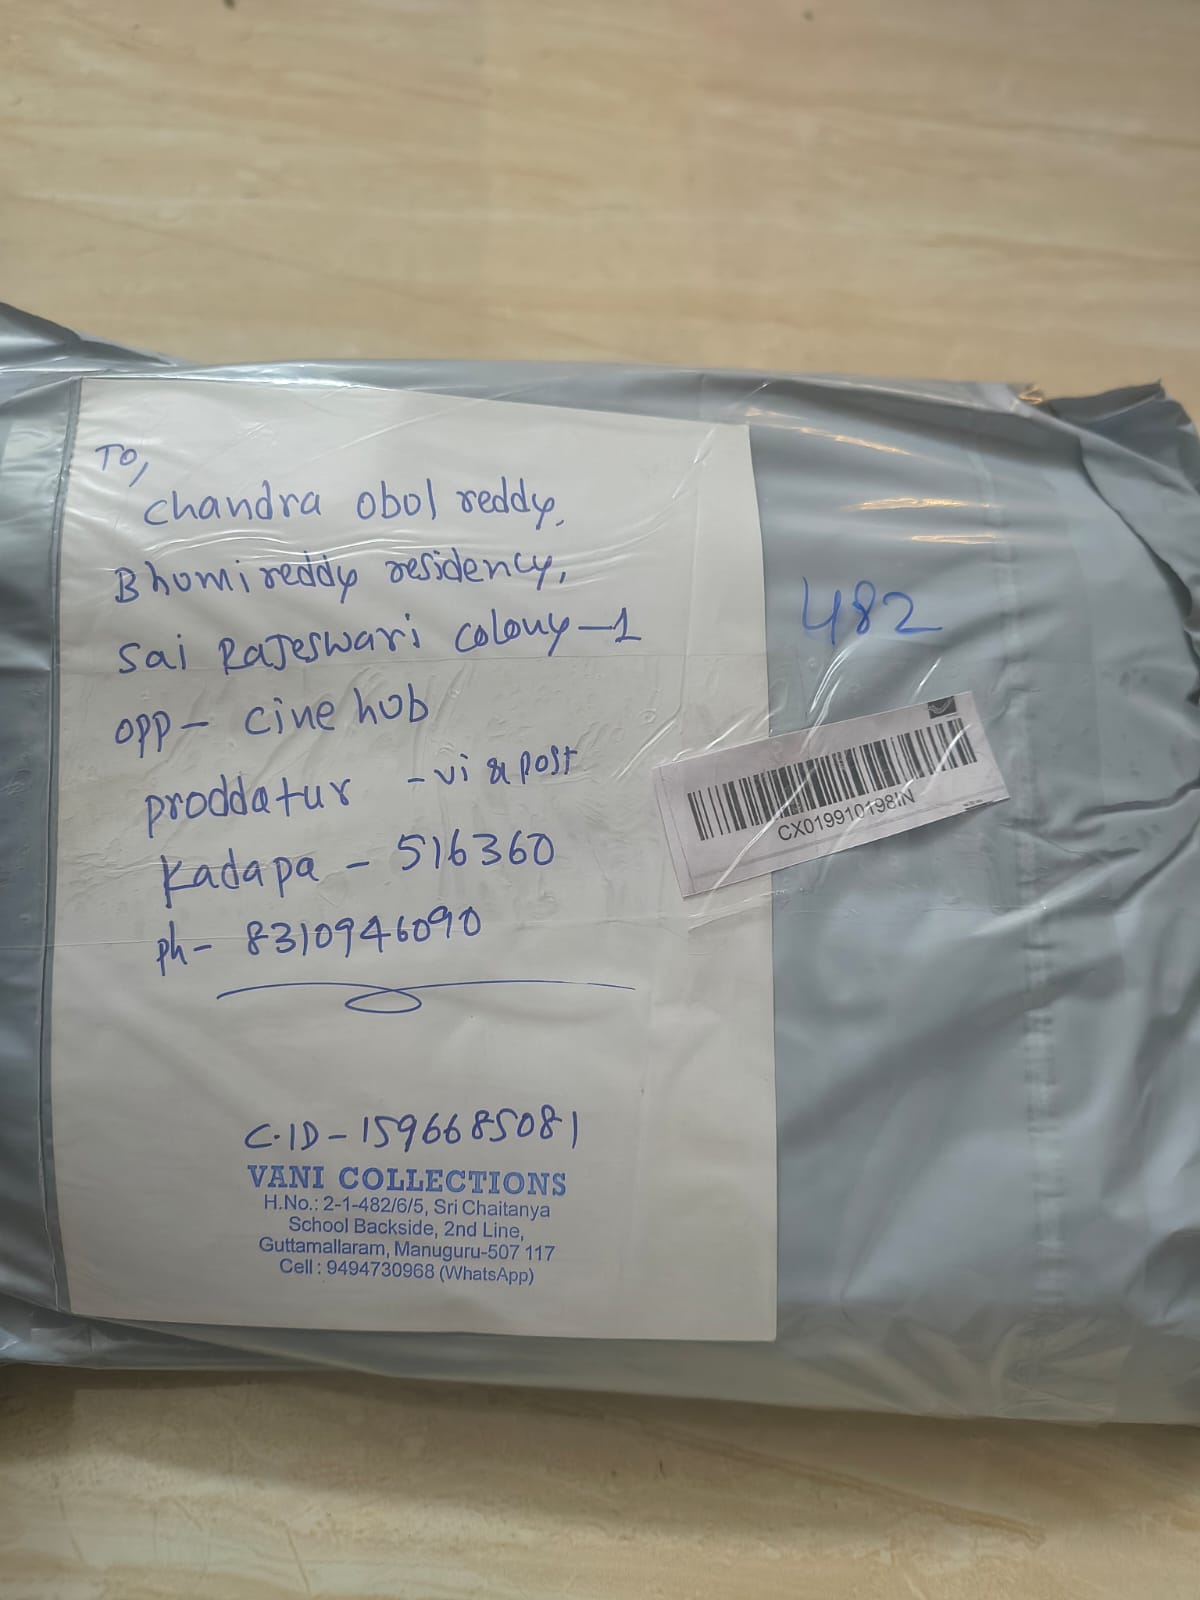 To,
chandra obol reddy,
Bhumireddy residency,
Sai Rajeswari colony-1
opp- cine hub
proddatur -vi & post
Kadapa - 516360
ph- 8310946090
482
CX019910198IN
C.ID-1596685081
VANI COLLECTIONS
H.No.: 2-1-482/6/5, Sri Chaitanya
School Backside, 2nd Line,
Guttamallaram, Manuguru-507 117
Cell : 9494730968 (WhatsApp)